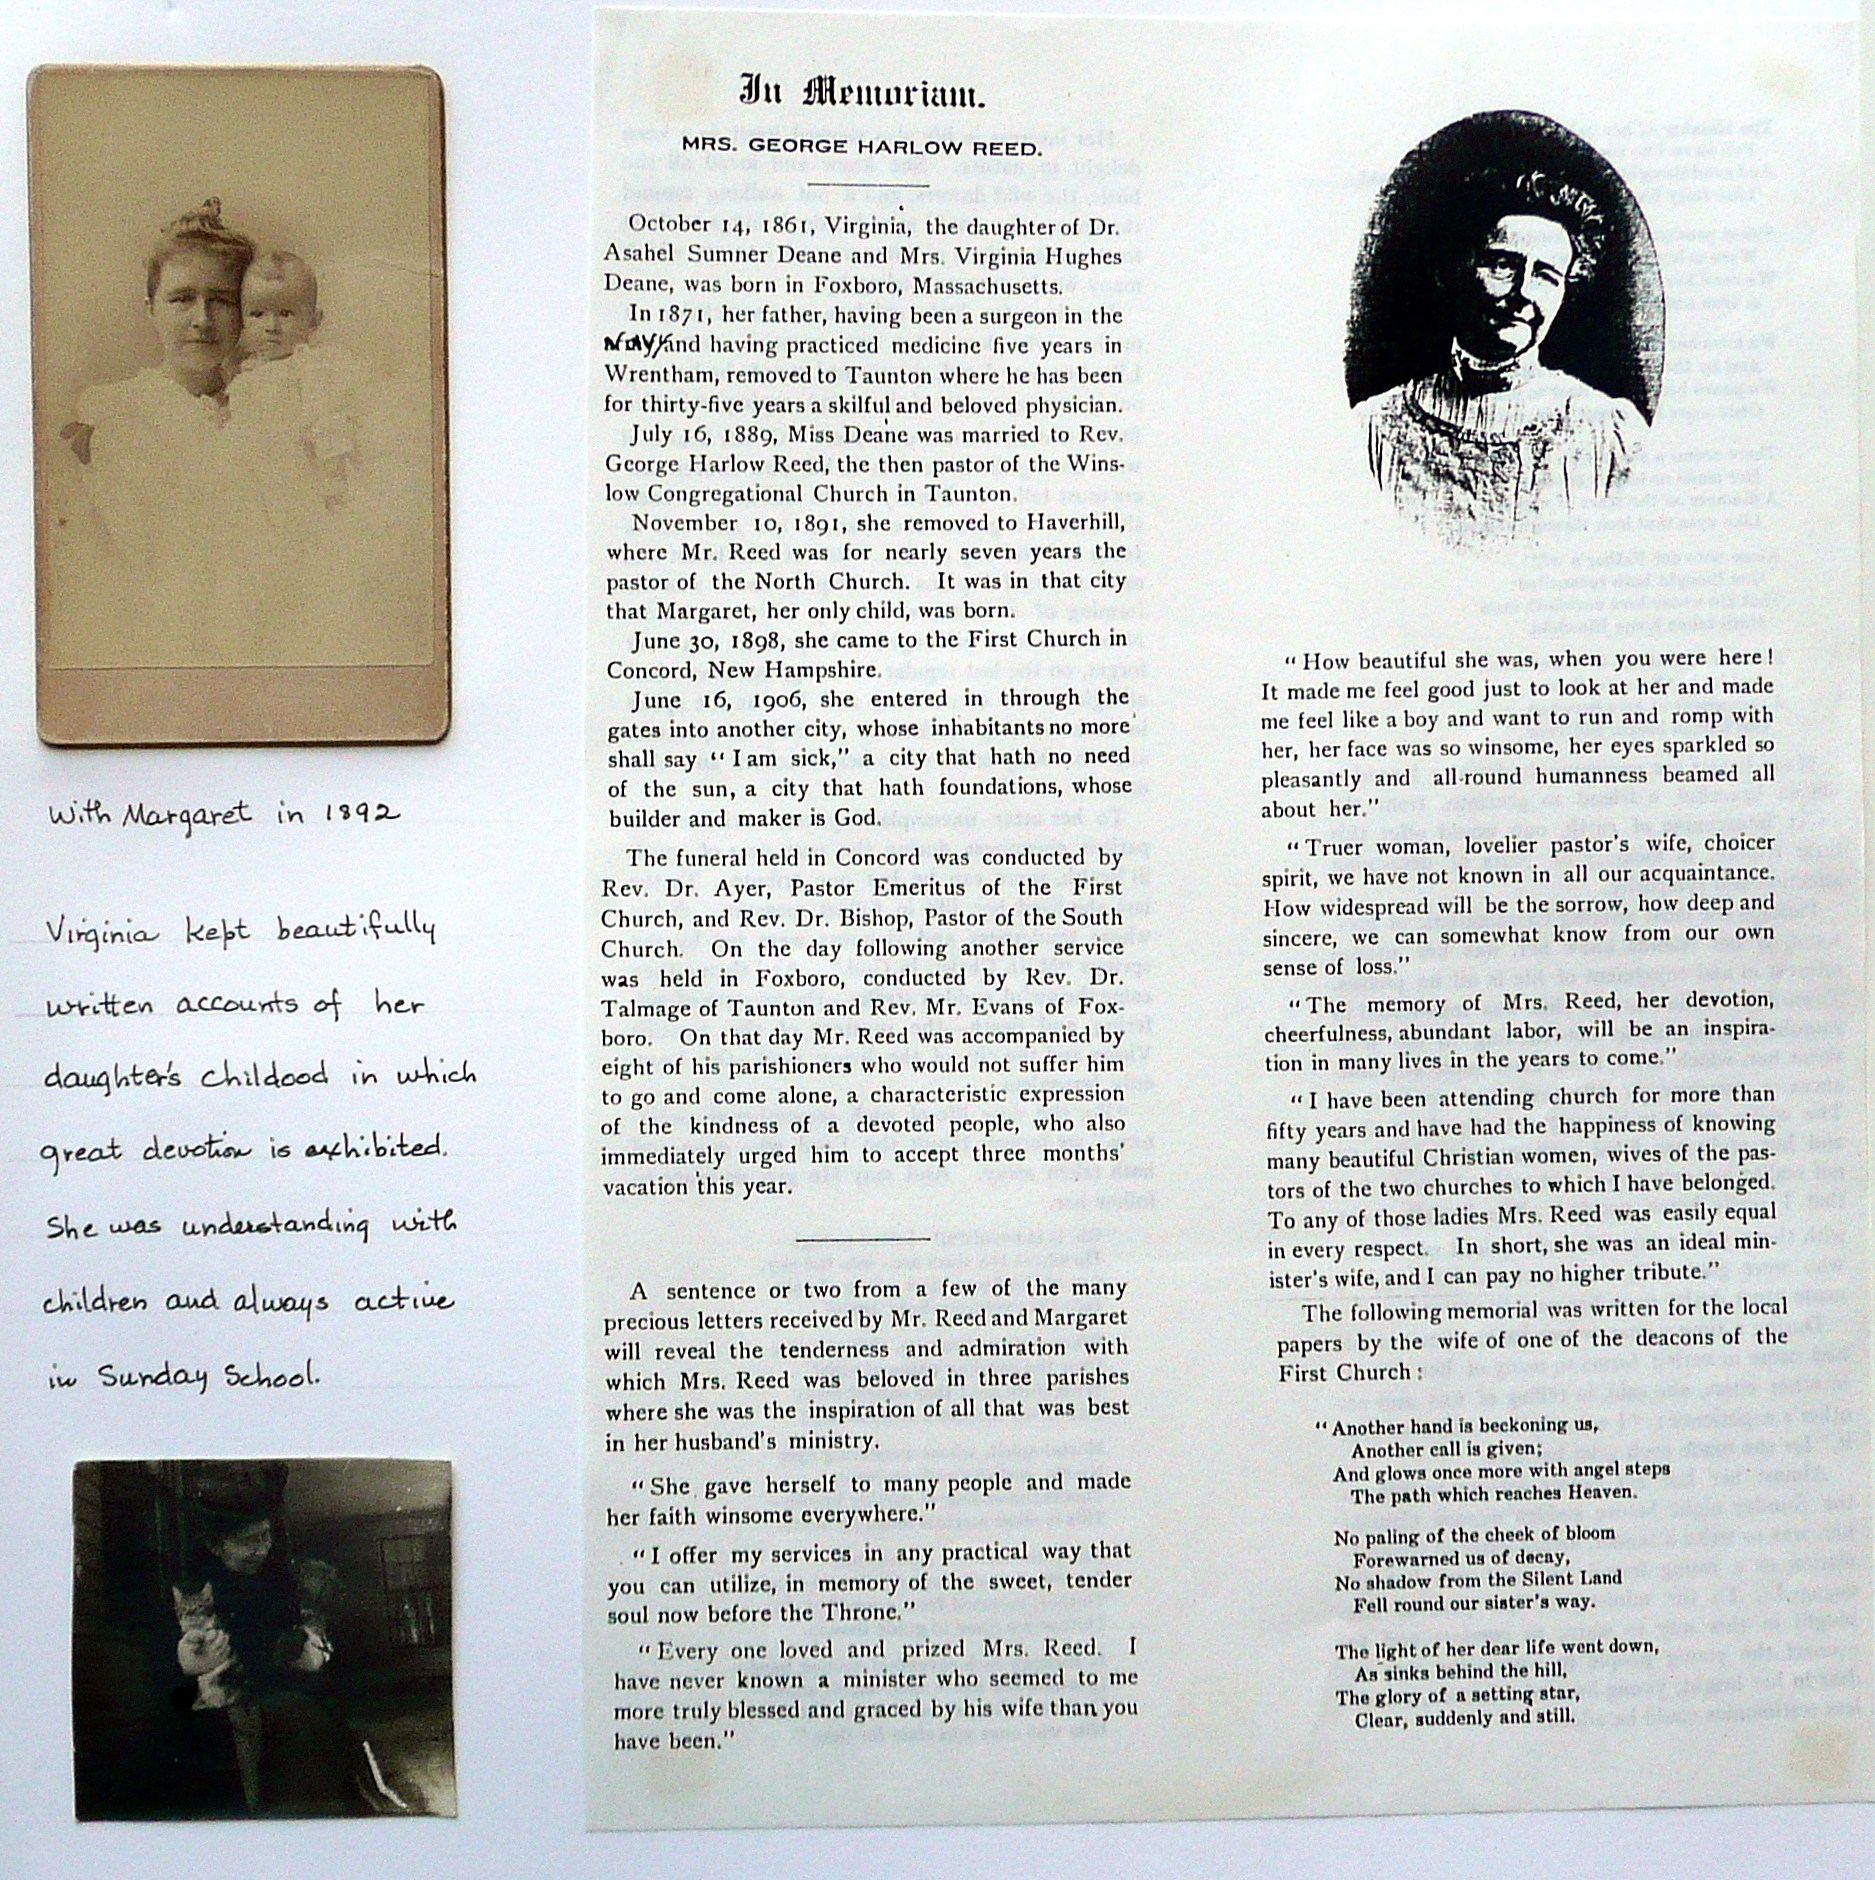 With Margaret in 1892
Virginia kept beautifully
written accounts of her
daughter's childood in which
great devotion is exhibited.
She was understanding with
children and always active
in Sunday School.
In Memoriam.
MRS. GEORGE HARLOW REED.
October 14, 1861, Virginia, the daughter of Dr.
Asahel Sumner Deane and Mrs. Virginia Hughes
Deane, was born in Foxboro, Massachusetts.
In 1871, her father, having been a surgeon in the
NAVY and having practiced medicine five years in
Wrentham, removed to Taunton where he has been
for thirty-five years a skilful and beloved physician.
July 16, 1889, Miss Deane was married to Rev.
George Harlow Reed, the then pastor of the Wins-
low Congregational Church in Taunton.
November 10, 1891, she removed to Haverhill,
where Mr. Reed was for nearly seven years the
pastor of the North Church. It was in that city
that Margaret, her only child, was born.
June 30, 1898, she came to the First Church in
Concord, New Hampshire.
June 16, 1906, she entered in through the
gates into another city, whose inhabitants no more
shall say "I am sick," a city that hath no need
of the sun, a city that hath foundations, whose
builder and maker is God.
The funeral held in Concord was conducted by
Rev. Dr. Ayer, Pastor Emeritus of the First
Church, and Rev. Dr. Bishop, Pastor of the South
Church. On the day following another service
was held in Foxboro, conducted by Rev. Dr.
Talmage of Taunton and Rev. Mr. Evans of Fox-
boro. On that day Mr. Reed was accompanied by
eight of his parishioners who would not suffer him
to go and come alone, a characteristic expression
of the kindness of a devoted people, who also
immediately urged him to accept three months'
vacation this year.
A sentence or two from a few of the many
precious letters received by Mr. Reed and Margaret
will reveal the tenderness and admiration with
which Mrs. Reed was beloved in three parishes
where she was the inspiration of all that was best
in her husband's ministry.
"She gave herself to many people and made
her faith winsome everywhere."
"I offer my services in any practical way that
you can utilize, in memory of the sweet, tender
soul now before the Throne."
"Every one loved and prized Mrs. Reed. I
have never known a minister who seemed to me
more truly blessed and graced by his wife than you
have been."
"How beautiful she was, when you were here!
It made me feel good just to look at her and made
me feel like a boy and want to run and romp with
her, her face was so winsome, her eyes sparkled so
pleasantly and all-round humanness beamed all
about her."
"Truer woman, lovelier pastor's wife, choicer
spirit, we have not known in all our acquaintance.
How widespread will be the sorrow, how deep and
sincere, we can somewhat know from our own
sense of loss."
"The memory of Mrs. Reed, her devotion,
cheerfulness, abundant labor, will be an inspira-
tion in many lives in the years to come."
"I have been attending church for more than
fifty years and have had the happiness of knowing
many beautiful Christian women, wives of the pas-
tors of the two churches to which I have belonged.
To any of those ladies Mrs. Reed was easily equal
in every respect. In short, she was an ideal min-
ister's wife, and I can pay no higher tribute."
The following memorial was written for the local
papers by the wife of one of the deacons of the
First Church:
"Another hand is beckoning us,
Another call is given;
And glows once more with angel steps
The path which reaches Heaven.
No paling of the cheek of bloom
Forewarned us of decay,
No shadow from the Silent Land
Fell round our sister's way.
The light of her dear life went down,
As sinks behind the hill,
The glory of a setting star,
Clear, suddenly and still.